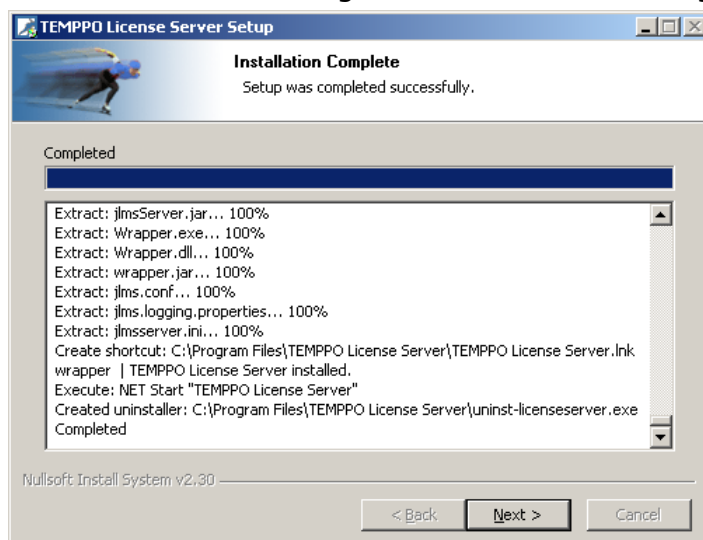 TEMPPO License Server Setup
Installation Complete
Setup was completed successfully.
Completed
Extract: jlmsServer.jar... 100%
Extract: Wrapper.exe... 100%
Extract: Wrapper.dll... 100%
Extract: wrapper.jar... 100%
Extract: jlms.conf... 100%
Extract: jlms.logging.properties... 100%
Extract: jlmsserver.ini... 100%
Create shortcut: C:\Program Files\TEMPPO License Server\TEMPPO License Server.lnk
wrapper | TEMPPO License Server installed.
Execute: NET Start "TEMPPO License Server"
Created uninstaller: C:\Program Files\TEMPPO License Server\uninst-licenseserver.exe
Completed
Nullsoft Install System v2.30
< Back Next > Cancel